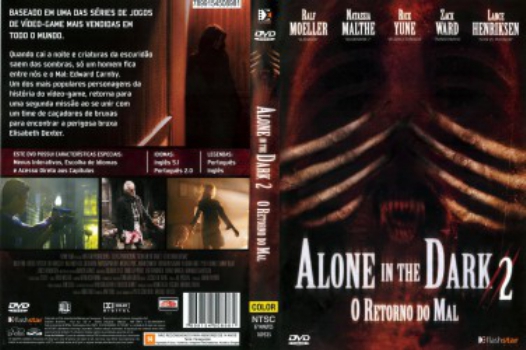 BASEADO EM UMA DAS SÉRIES DE JOGOS
DE VÍDEO-GAME MAIS VENDIDAS EM
TODO O MUNDO.
Quando cai a noite e criaturas da escuridão
saem das sombras, só um homem fica
entre nós e o Mal: Edward Carnby.
Um dos mais populares personagens da
história do vídeo-game, retorna para
uma segunda missão ao se unir com
um time de caçadores de bruxas
para encontrar a perigosa bruxa
Elisabeth Dexter.
ESTE DVD POSSUI CARACTERÍSTICAS ESPECIAIS:
Menus Interativos, Escolha de Idiomas
e Acesso Direto aos Capítulos
IDIOMAS:
Inglês 5.1
Português 2.0
LEGENDAS:
Português
Inglês
DVD
DOLBY
DIGITAL
flashstar
DVD
VIDEO
ALONE IN THE DARK 2
O RETORNO DO MAL
COLOR
NTSC
flashstar
RALF
MOELLER
NATASSIA
MALTHE
RICK
YUNE
ZACK
WARD
LANCE
HENRIKSEN
ALONE IN THE DARK 2
O RETORNO DO MAL
DVD
VIDEO
flashstar